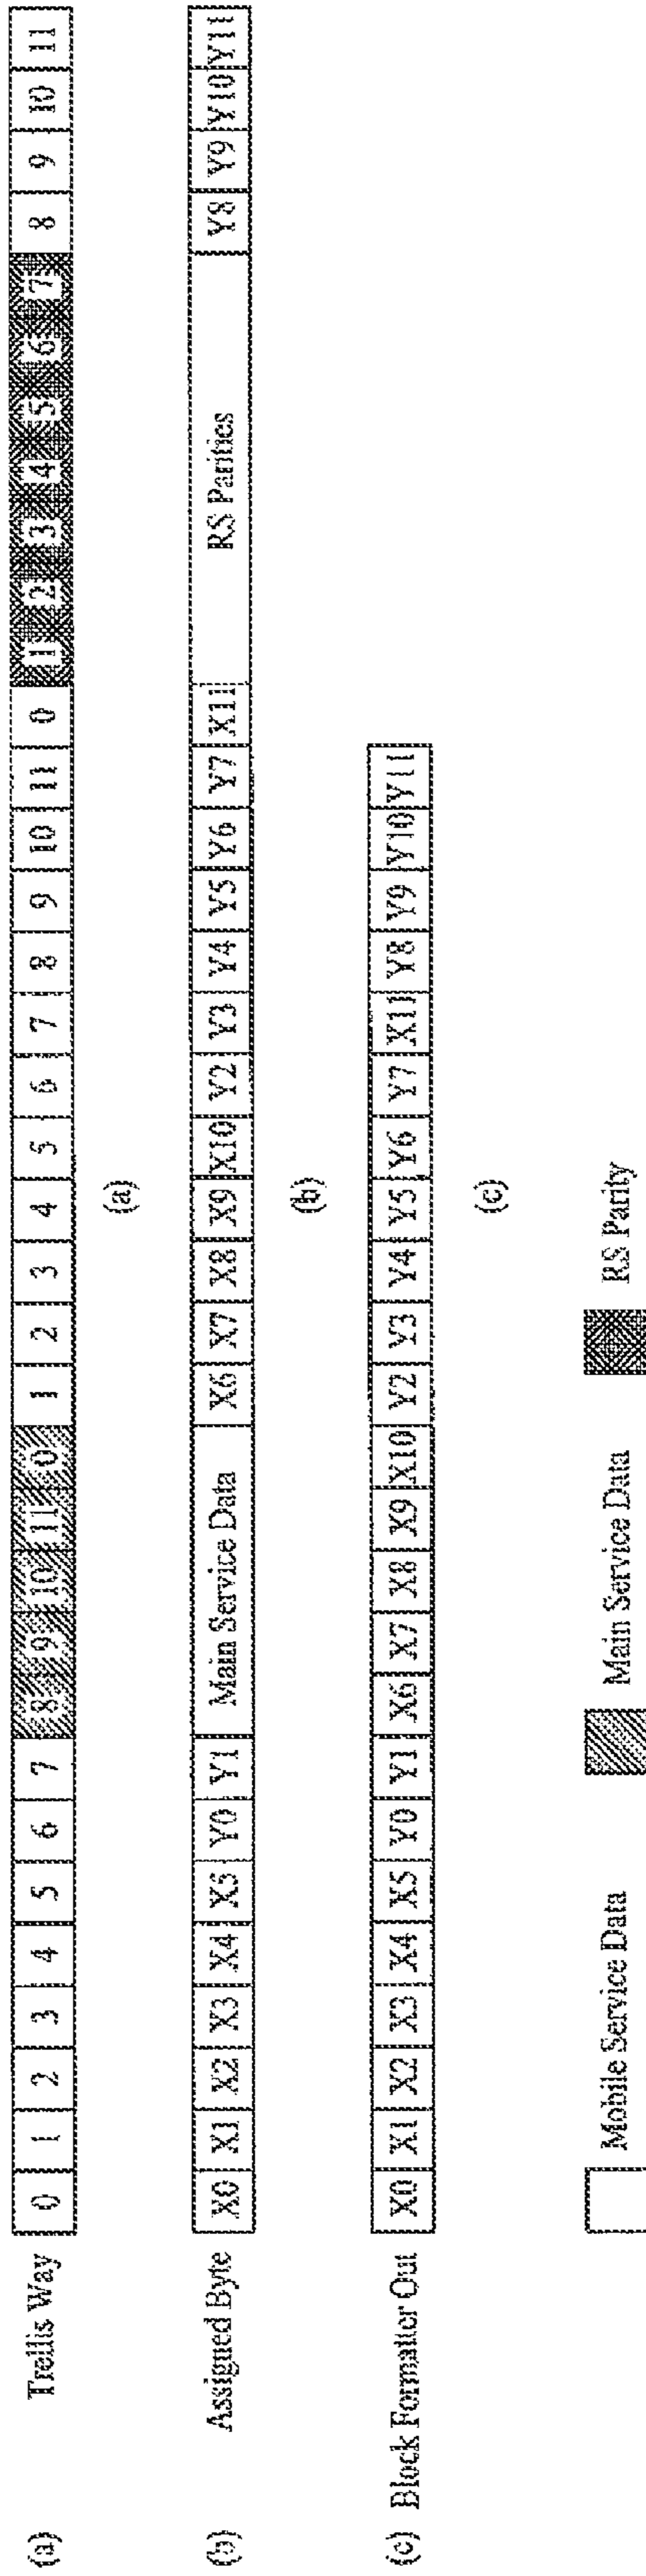 (a) Trellis Way 0 1 2 3 4 5 6 7 8 9 10 11 0 1 2 3 4 5 6 7 8 9 10 11 0 1 2 3 4 5 6 7 8 9 10 11
(a)
(b) Assigned Byte X0 X1 X2 X3 X4 X5 Y0 Y1 Main Service Data X6 X7 X8 X9 X10 Y2 Y3 Y4 Y5 Y6 Y7 X11 RS Parities Y8 Y9 Y10 Y11
(b)
(c) Block Formatter Out X0 X1 X2 X3 X4 X5 Y0 Y1 X6 X7 X8 X9 X10 Y2 Y3 Y4 Y5 Y6 Y7 X11 Y8 Y9 Y10 Y11
(c)
Mobile Service Data Main Service Data RS Parity